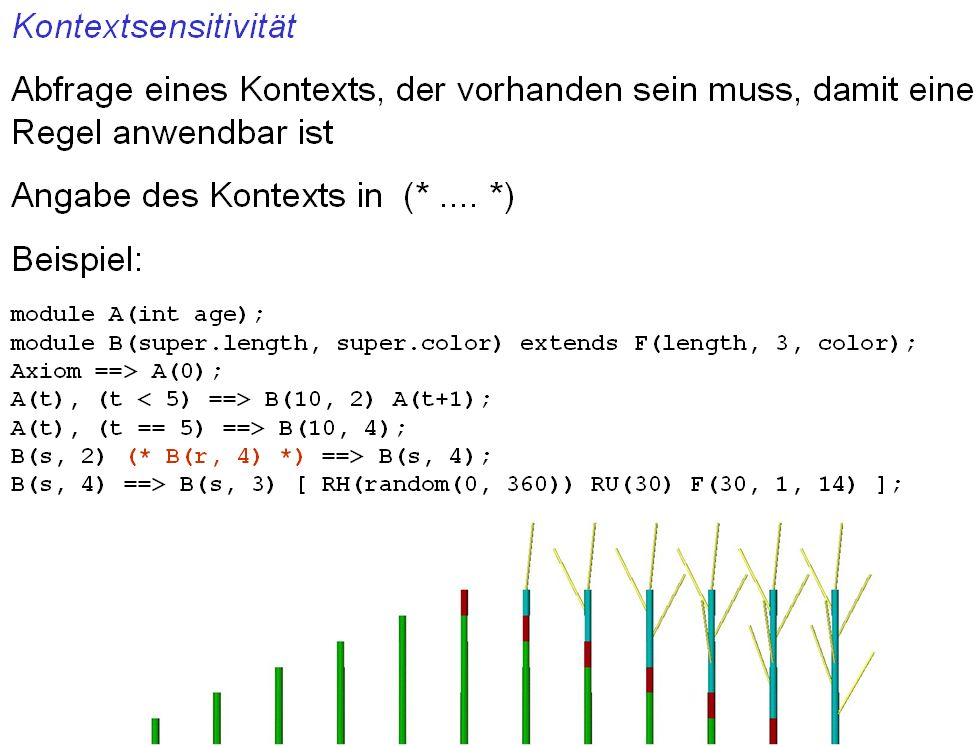 Kontextsensitivität
Abfrage eines Kontexts, der vorhanden sein muss, damit eine
Regel anwendbar ist
Angabe des Kontexts in (* .... *)
Beispiel:
module A(int age);
module B(super.length, super.color) extends F(length, 3, color);
Axiom ==> A(0);
A(t), (t < 5) ==> B(10, 2) A(t+1);
A(t), (t == 5) ==> B(10, 4);
B(s, 2) (* B(r, 4) *) ==> B(s, 4);
B(s, 4) ==> B(s, 3) [ RH(random(0, 360)) RU(30) F(30, 1, 14) ];